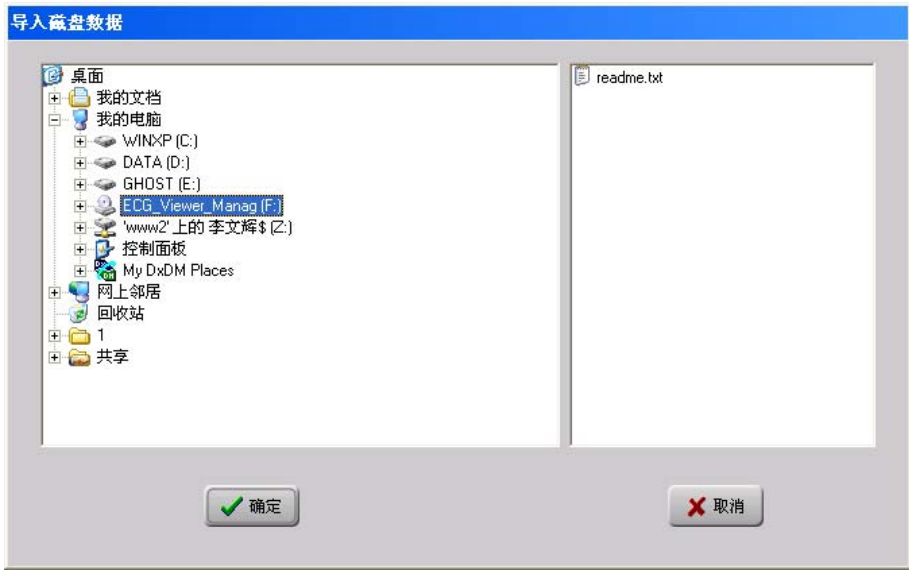 导入磁盘数据
桌面
readme.txt
我的文档
我的电脑
WINXP (C:)
DATA (D:)
GHOST (E:)
ECG_Viewer_Manag (F:)
'www2' 上的 李文辉$ (Z:)
控制面板
My DxDM Places
网上邻居
回收站
1
共享
确定
取消